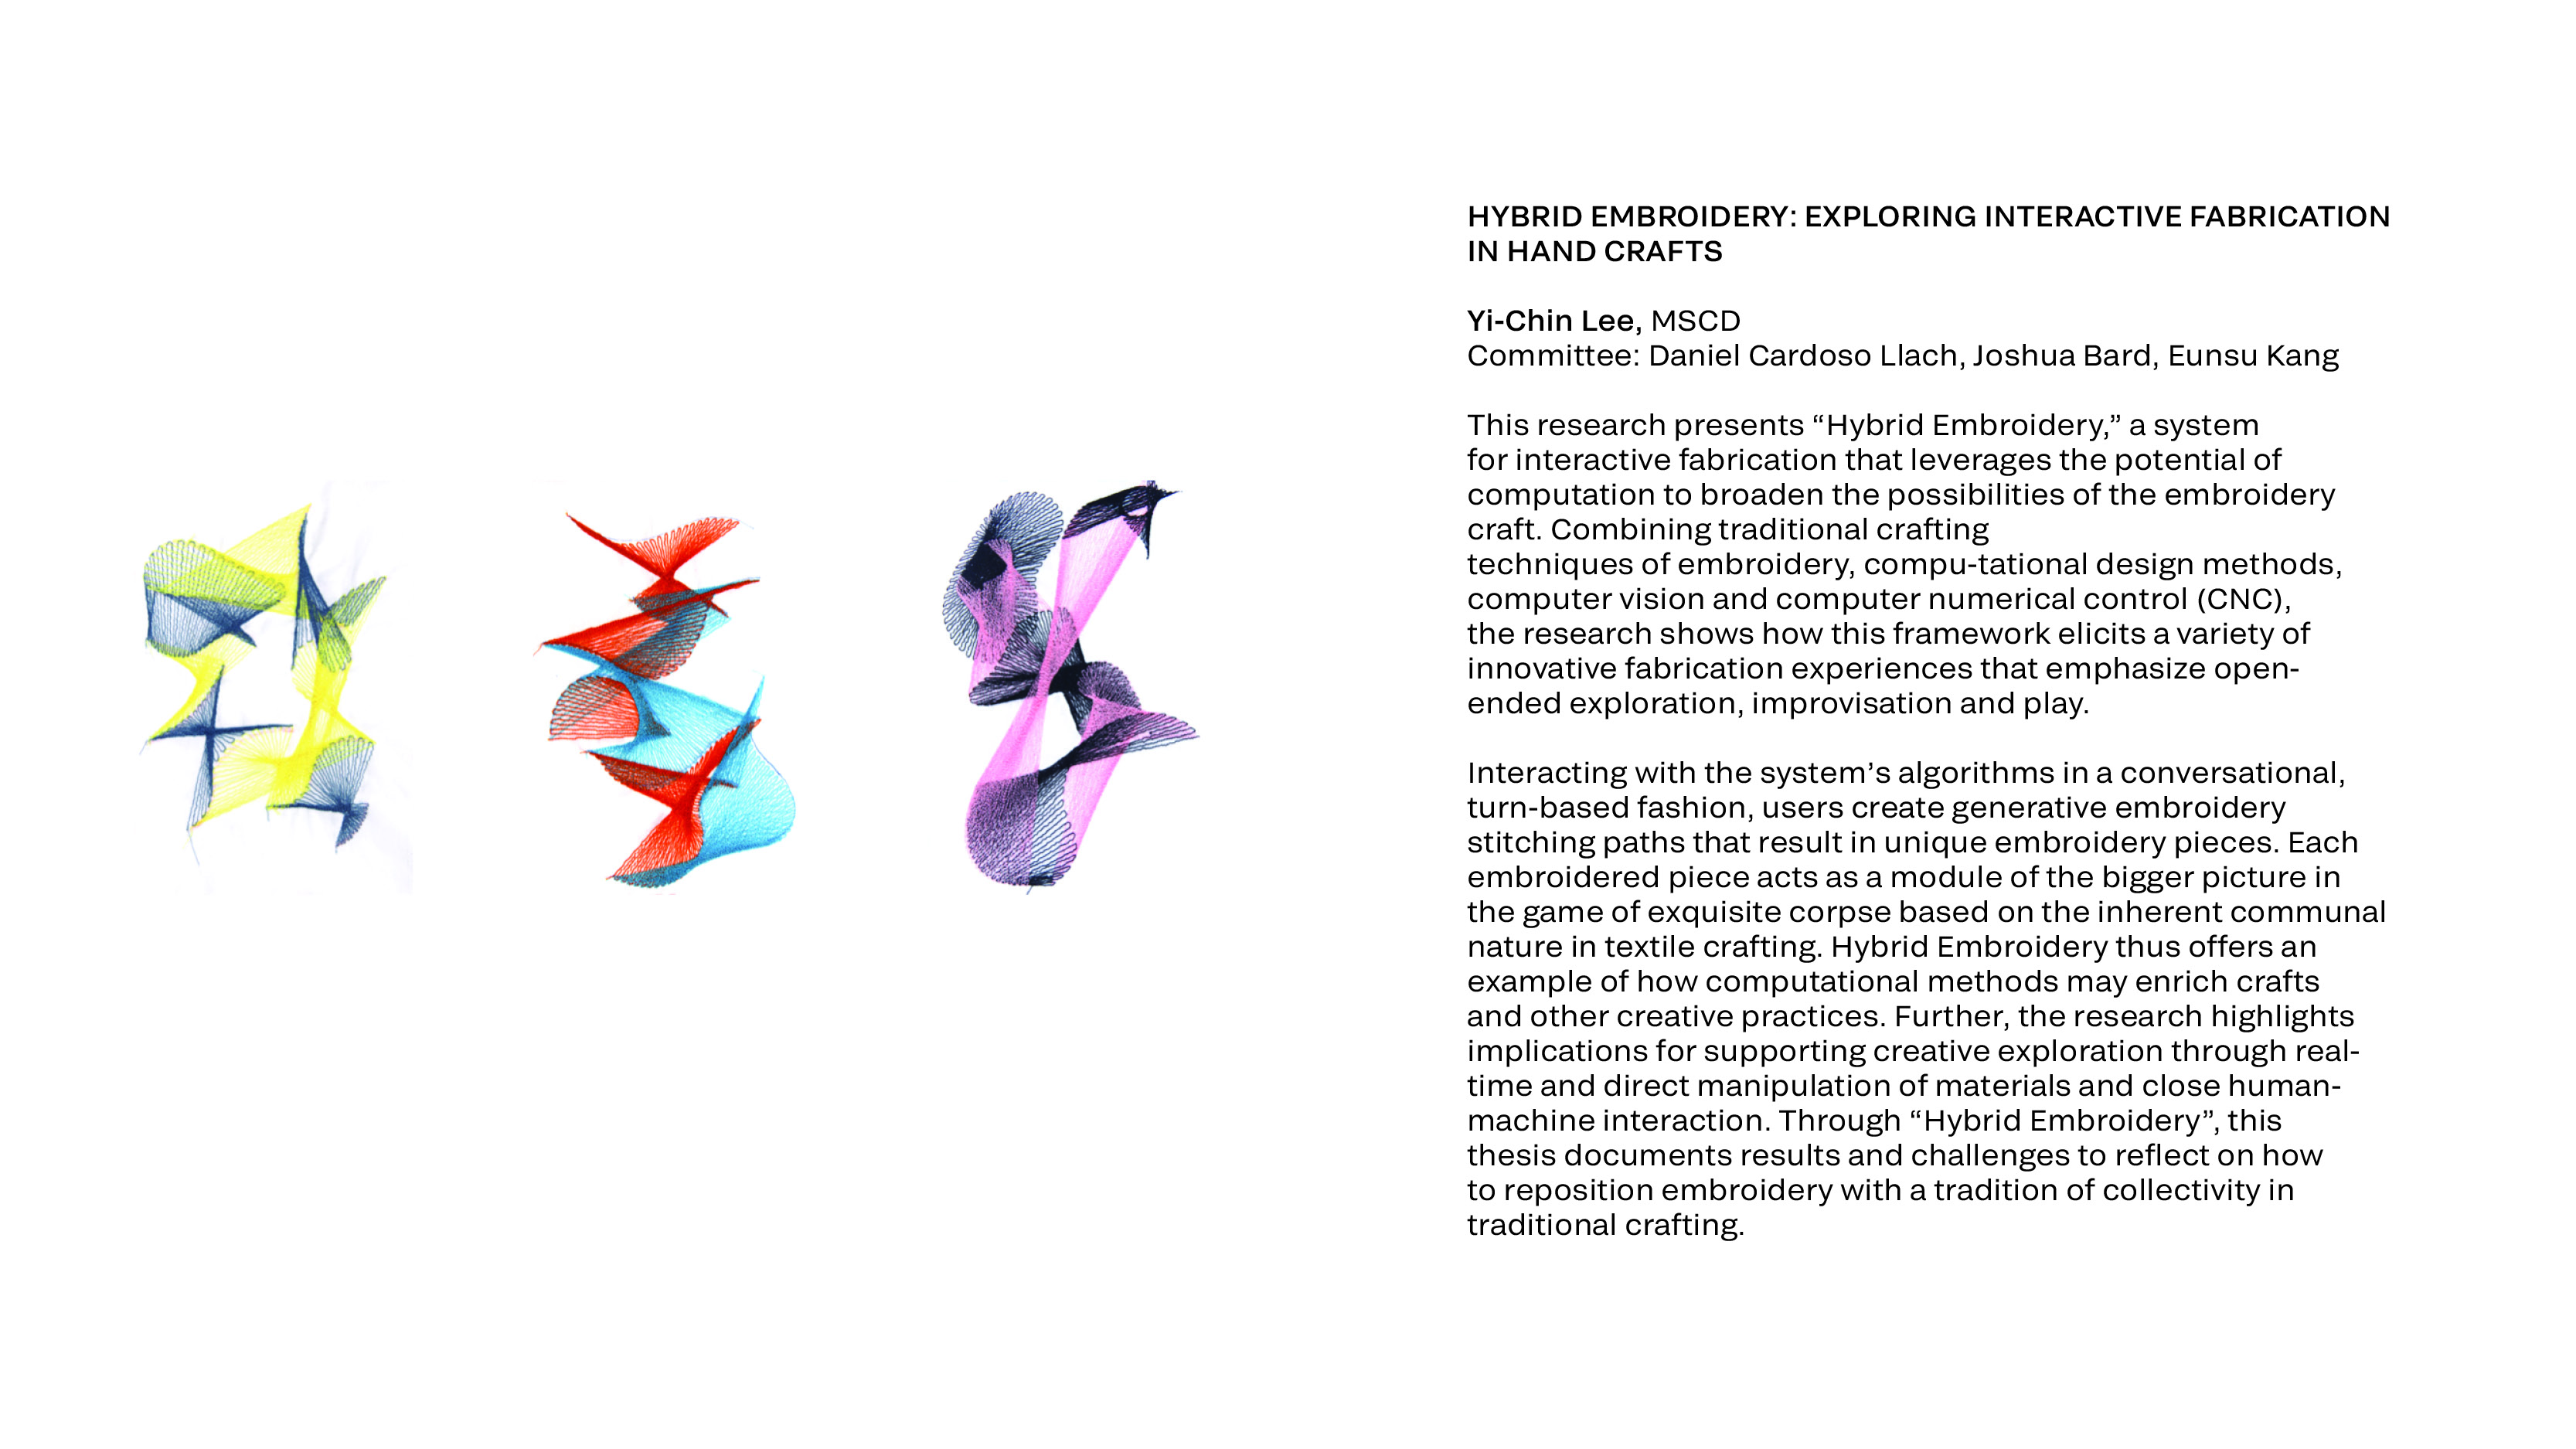 HYBRID EMBROIDERY: EXPLORING INTERACTIVE FABRICATION
IN HAND CRAFTS
Yi-Chin Lee, MSCD
Committee: Daniel Cardoso Llach, Joshua Bard, Eunsu Kang
This research presents “Hybrid Embroidery,” a system
for interactive fabrication that leverages the potential of
computation to broaden the possibilities of the embroidery
craft. Combining traditional crafting
techniques of embroidery, compu-tational design methods,
computer vision and computer numerical control (CNC),
the research shows how this framework elicits a variety of
innovative fabrication experiences that emphasize open-
ended exploration, improvisation and play.
Interacting with the system’s algorithms in a conversational,
turn-based fashion, users create generative embroidery
stitching paths that result in unique embroidery pieces. Each
embroidered piece acts as a module of the bigger picture in
the game of exquisite corpse based on the inherent communal
nature in textile crafting. Hybrid Embroidery thus offers an
example of how computational methods may enrich crafts
and other creative practices. Further, the research highlights
implications for supporting creative exploration through real-
time and direct manipulation of materials and close human-
machine interaction. Through “Hybrid Embroidery”, this
thesis documents results and challenges to reflect on how
to reposition embroidery with a tradition of collectivity in
traditional crafting.